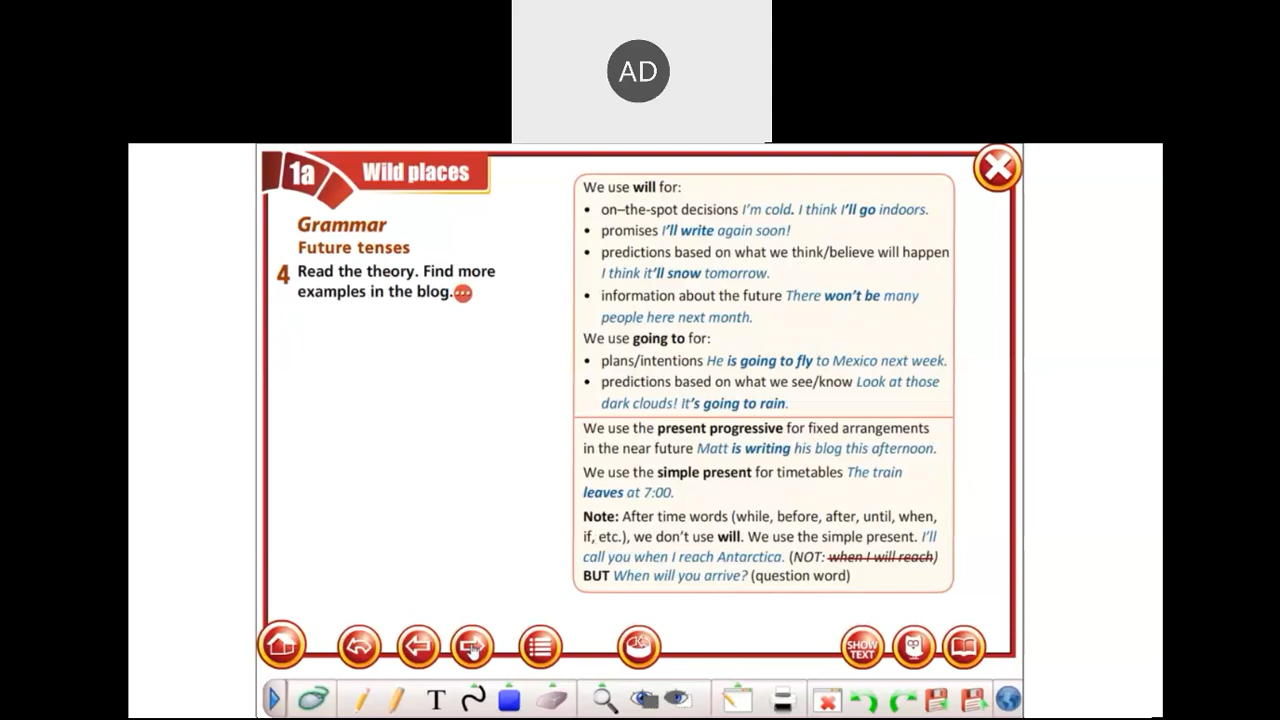 AD
1a Wild places
Grammar
Future tenses
4 Read the theory. Find more
examples in the blog.
We use will for:
• on–the-spot decisions I'm cold. I think I'll go indoors.
• promises I'll write again soon!
• predictions based on what we think/believe will happen
I think it'll snow tomorrow.
• information about the future There won't be many
people here next month.
We use going to for:
• plans/intentions He is going to fly to Mexico next week.
• predictions based on what we see/know Look at those
dark clouds! It's going to rain.
We use the present progressive for fixed arrangements
in the near future Matt is writing his blog this afternoon.
We use the simple present for timetables The train
leaves at 7:00.
Note: After time words (while, before, after, until, when,
if, etc.), we don't use will. We use the simple present. I'll
call you when I reach Antarctica. (NOT: when I will reach)
BUT When will you arrive? (question word)
SHOW
TEXT
T